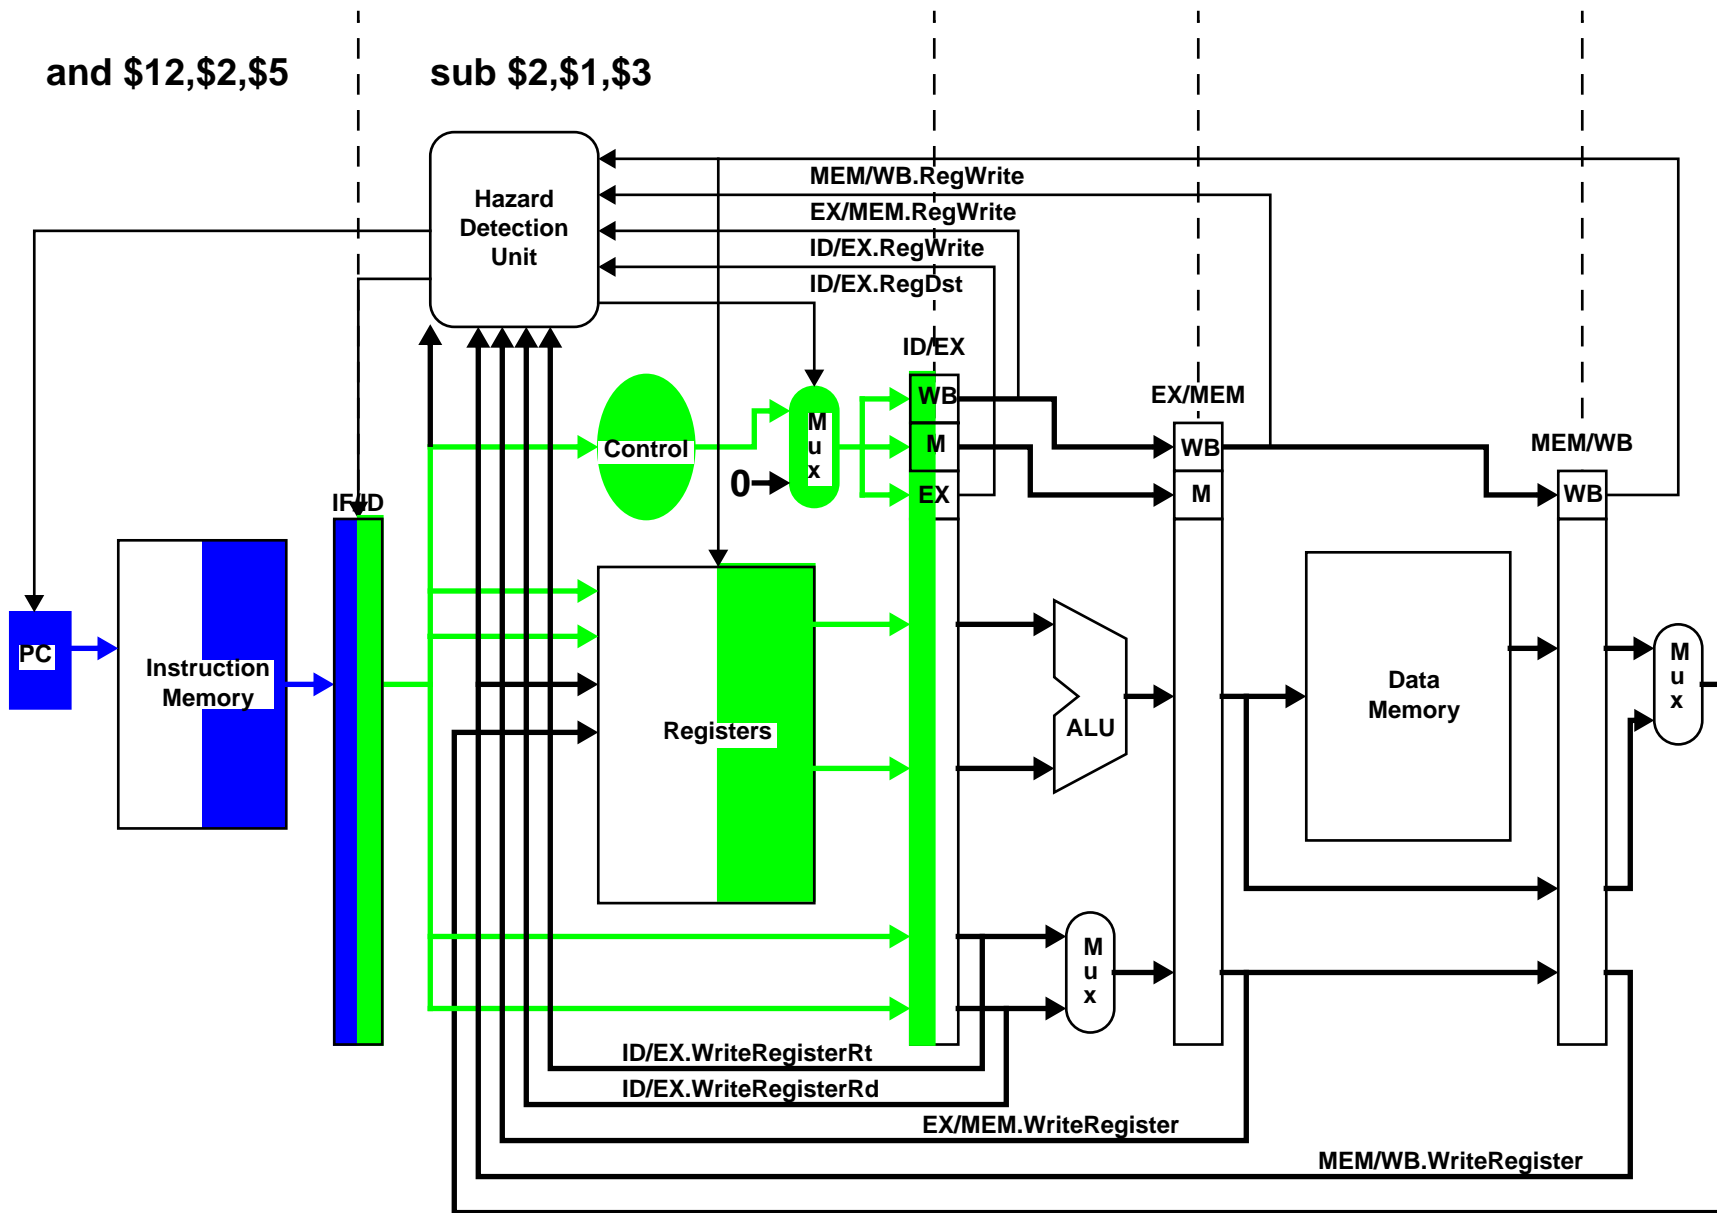 and $12,$2,$5
sub $2,$1,$3
Hazard
Detection
Unit
MEM/WB.RegWrite
EX/MEM.RegWrite
ID/EX.RegWrite
ID/EX.RegDst
ID/EX
WB
M
EX
EX/MEM
WB
M
MEM/WB
WB
Control
M
u
x
0
IF/ID
PC
Instruction
Memory
Registers
ALU
Data
Memory
M
u
x
M
u
x
ID/EX.WriteRegisterRt
ID/EX.WriteRegisterRd
EX/MEM.WriteRegister
MEM/WB.WriteRegister